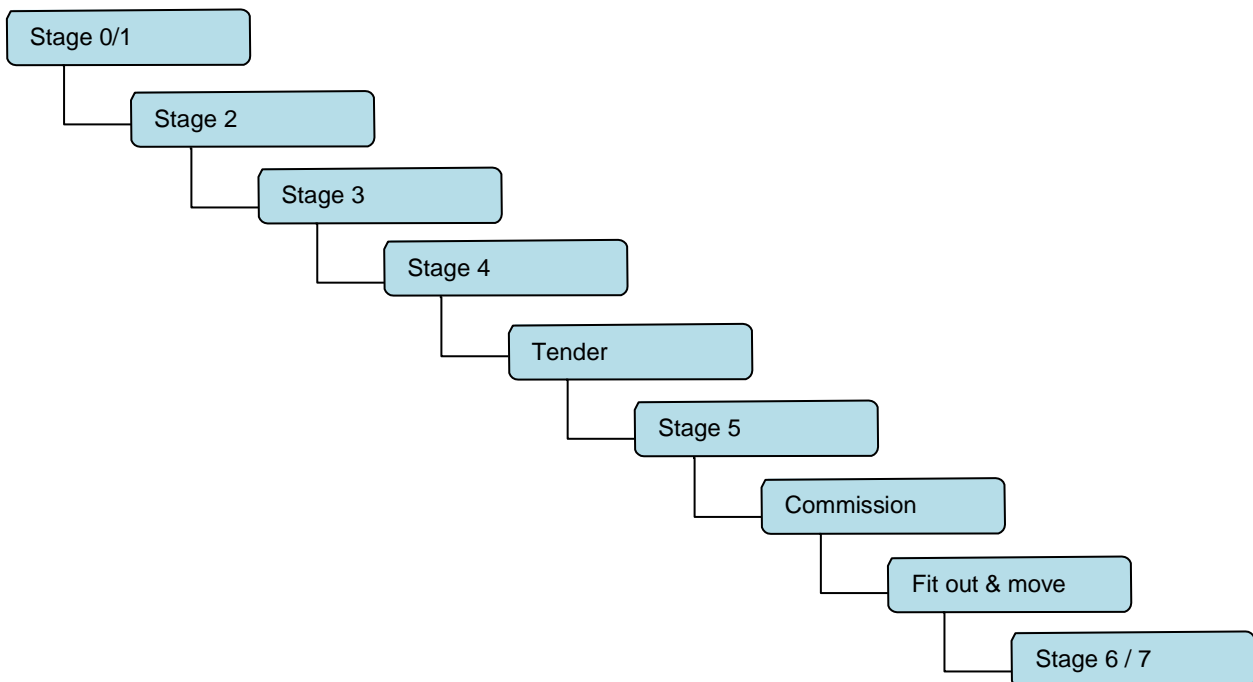 Stage 0/1
Stage 2
Stage 3
Stage 4
Tender
Stage 5
Commission
Fit out & move
Stage 6 / 7